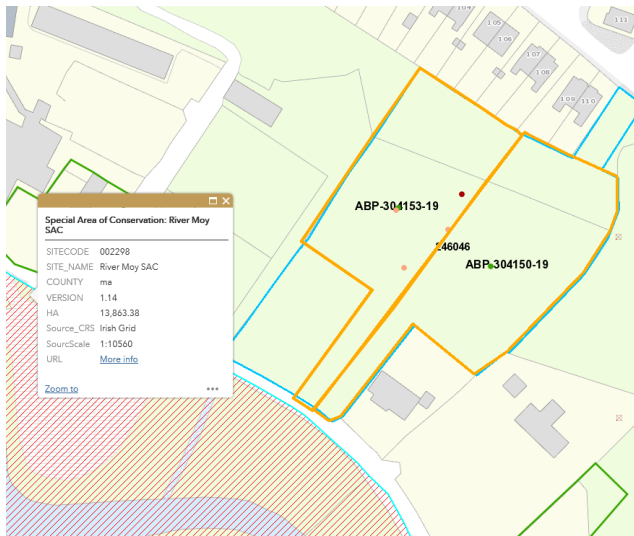 104
105
106
107
108
109
110
111
ABP-304153-19
246046
ABP-304150-19
Special Area of Conservation: River Moy
SAC
SITECODE 002298
SITE_NAME River Moy SAC
COUNTY ma
VERSION 1.14
HA 13,863.38
Source_CRS Irish Grid
SourcScale 1:10560
URL More info
Zoom to